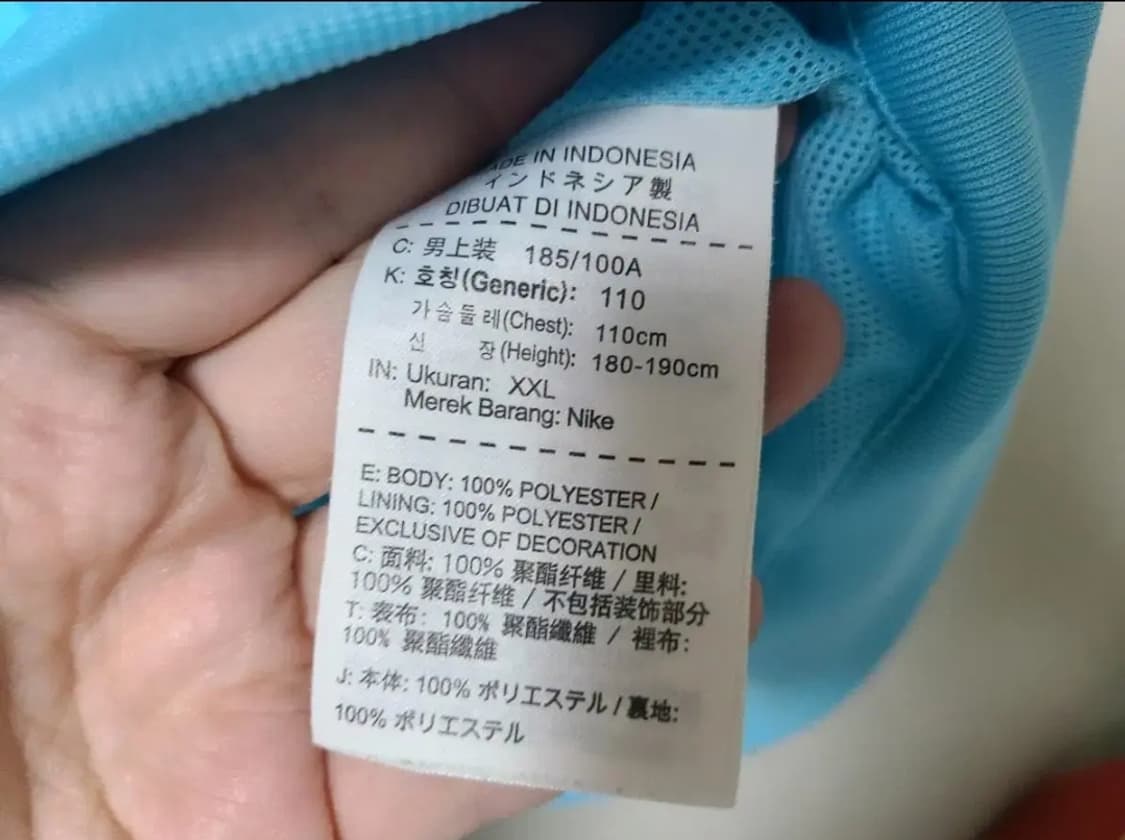 MADE IN INDONESIA
インドネシア製
DIBUAT DI INDONESIA
C: 男上装 185/100A
K: 호칭(Generic): 110
가슴둘레(Chest): 110cm
신 장(Height): 180-190cm
IN: Ukuran: XXL
Merek Barang: Nike
E: BODY: 100% POLYESTER /
LINING: 100% POLYESTER /
EXCLUSIVE OF DECORATION
C: 面料: 100% 聚酯纤维 / 里料:
100% 聚酯纤维 / 不包括装饰部分
T: 表布: 100% 聚酯纖維 / 裡布:
100% 聚酯纖維
J: 本体: 100% ポリエステル / 裏地:
100% ポリエステル